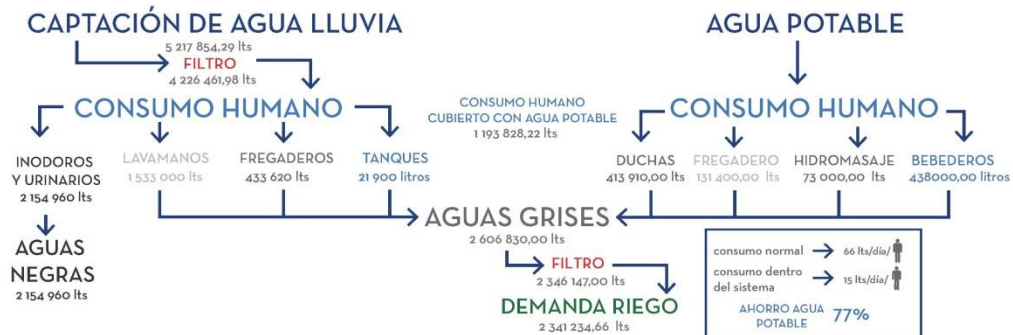 CAPTACIÓN DE AGUA LLUVIA
5 217 854,29 lts
FILTRO
4 226 461,98 lts
CONSUMO HUMANO
INODOROS
Y URINARIOS
2 154 960 lts
LAVAMANOS
1 533 000 lts
FREGADEROS
433 620 lts
TANQUES
21 900 litros
AGUAS
NEGRAS
2 154 960 lts
CONSUMO HUMANO
CUBIERTO CON AGUA POTABLE
1 193 828,22 lts
AGUA POTABLE
CONSUMO HUMANO
DUCHAS
413 910,00 lts
FREGADERO
131 400,00 lts
HIDROMASAJE
73 000,00 lts
BEBEDEROS
438000,00 litros
AGUAS GRISES
2 606 830,00 lts
FILTRO
2 346 147,00 lts
DEMANDA RIEGO
2 341 234,66 lts
consumo normal 66 lts/día/
consumo dentro
del sistema 15 lts/día/
AHORRO AGUA
POTABLE 77%